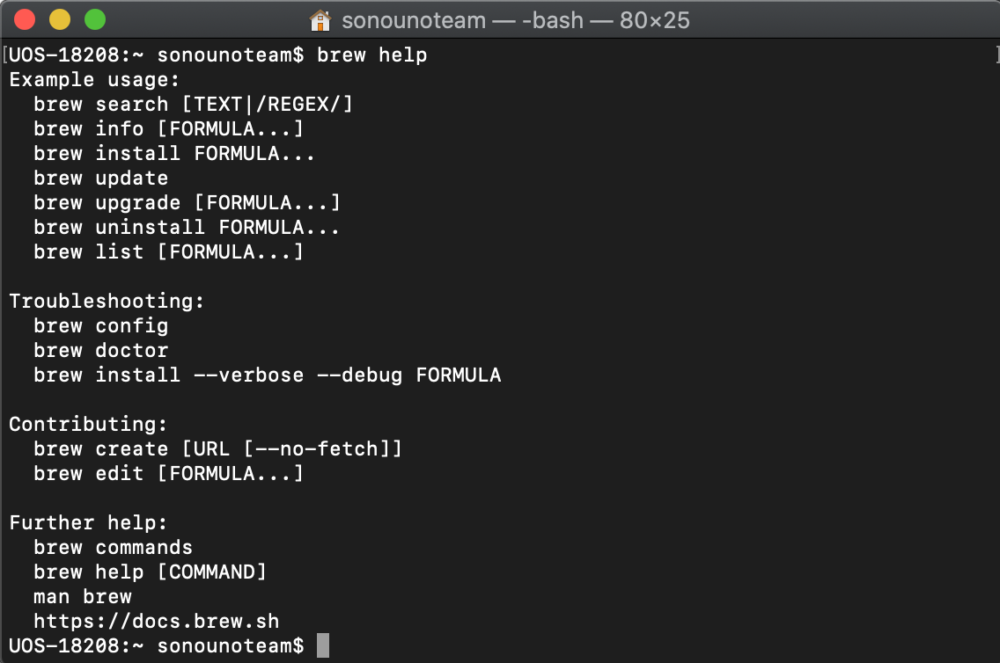 sonounoteam — -bash — 80×25
[UOS-18208:~ sonounoteam$ brew help ]
Example usage:
  brew search [TEXT|/REGEX/]
  brew info [FORMULA...]
  brew install FORMULA...
  brew update
  brew upgrade [FORMULA...]
  brew uninstall FORMULA...
  brew list [FORMULA...]

Troubleshooting:
  brew config
  brew doctor
  brew install --verbose --debug FORMULA

Contributing:
  brew create [URL [--no-fetch]]
  brew edit [FORMULA...]

Further help:
  brew commands
  brew help [COMMAND]
  man brew
  https://docs.brew.sh
UOS-18208:~ sonounoteam$